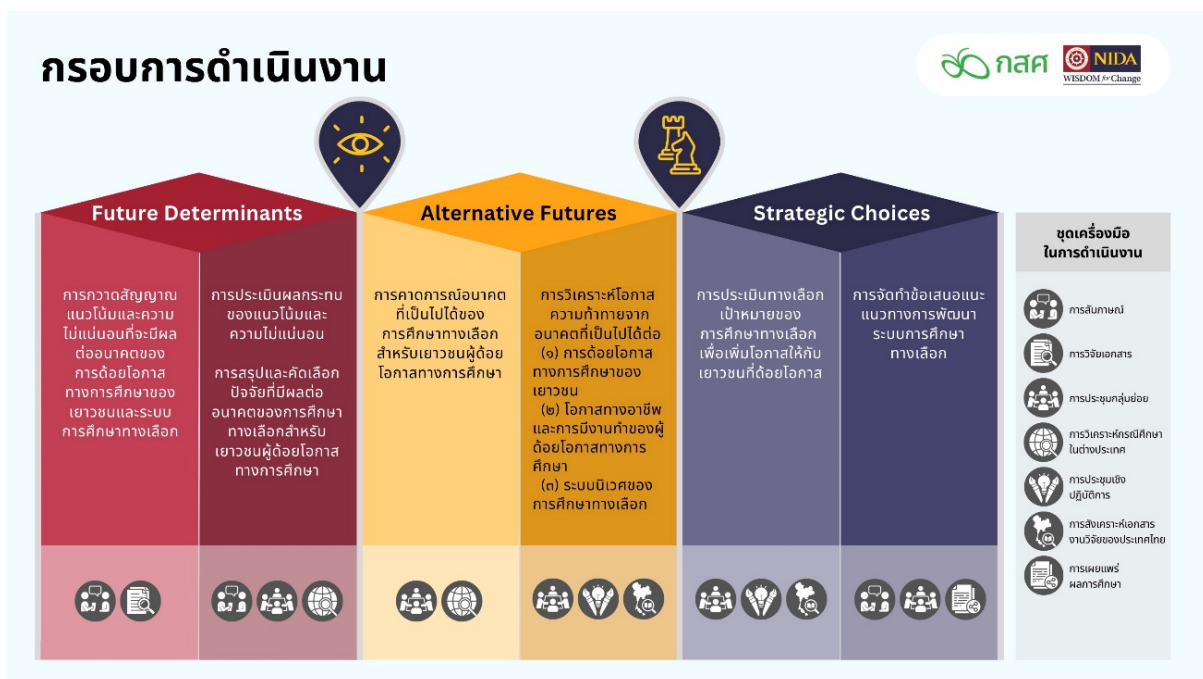 กรอบการดำเนินงาน
กสศ
NIDA
WISDOM for Change
Future Determinants
Alternative Futures
Strategic Choices
การกวาดสัญญาณ
แนวโน้มและความ
ไม่แน่นอนที่จะมีผล
ต่ออนาคตของ
การด้อยโอกาส
ทางการศึกษาของ
เยาวชนและระบบ
การศึกษาทางเลือก
การประเมินผลกระทบ
ของแนวโน้มและ
ความไม่แน่นอน
การสรุปและคัดเลือก
ปัจจัยที่มีผลต่อ
อนาคตของการศึกษา
ทางเลือกสำหรับ
เยาวชนผู้ด้อยโอกาส
ทางการศึกษา
การคาดการณ์อนาคต
ที่เป็นไปได้ของ
การศึกษาทางเลือก
สำหรับเยาวชนผู้ด้อย
โอกาสทางการศึกษา
การวิเคราะห์โอกาส
ความท้าทายจาก
อนาคตที่เป็นไปได้ต่อ
(๑) การด้อยโอกาส
ทางการศึกษาของ
เยาวชน
(๒) โอกาสทางอาชีพ
และการมีงานทำของผู้
ด้อยโอกาสทางการ
ศึกษา
(๓) ระบบนิเวศของ
การศึกษาทางเลือก
การประเมินทางเลือก
เป้าหมายของ
การศึกษาทางเลือก
เพื่อเพิ่มโอกาสให้กับ
เยาวชนที่ด้อยโอกาส
การจัดทำข้อเสนอแนะ
แนวทางการพัฒนา
ระบบการศึกษา
ทางเลือก
ชุดเครื่องมือ
ในการดำเนินงาน
การสัมภาษณ์
การวิจัยเอกสาร
การประชุมกลุ่มย่อย
การวิเคราะห์กรณีศึกษา
ในต่างประเทศ
การประชุมเชิง
ปฏิบัติการ
การสังเคราะห์เอกสาร
งานวิจัยของประเทศไทย
การเผยแพร่
ผลการศึกษา